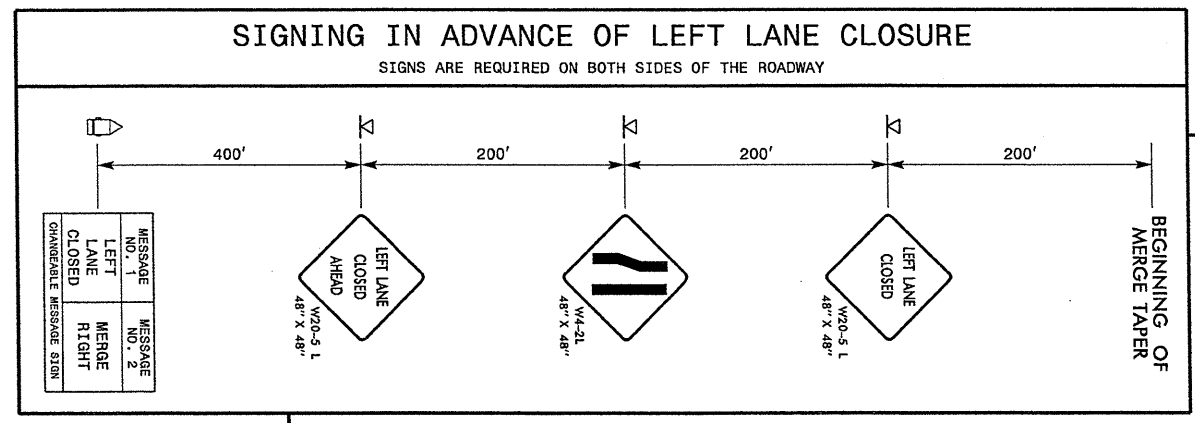 SIGNING IN ADVANCE OF LEFT LANE CLOSURE
SIGNS ARE REQUIRED ON BOTH SIDES OF THE ROADWAY
400'
200'
200'
200'
MESSAGE
NO. 1
LEFT
LANE
CLOSED
MESSAGE
NO. 2
MERGE
RIGHT
CHANGEABLE MESSAGE SIGN
LEFT LANE
CLOSED
AHEAD
W20-5 L
48" X 48"
W4-2L
48" X 48"
LEFT LANE
CLOSED
W20-5 L
48" X 48"
BEGINNING OF
MERGE TAPER